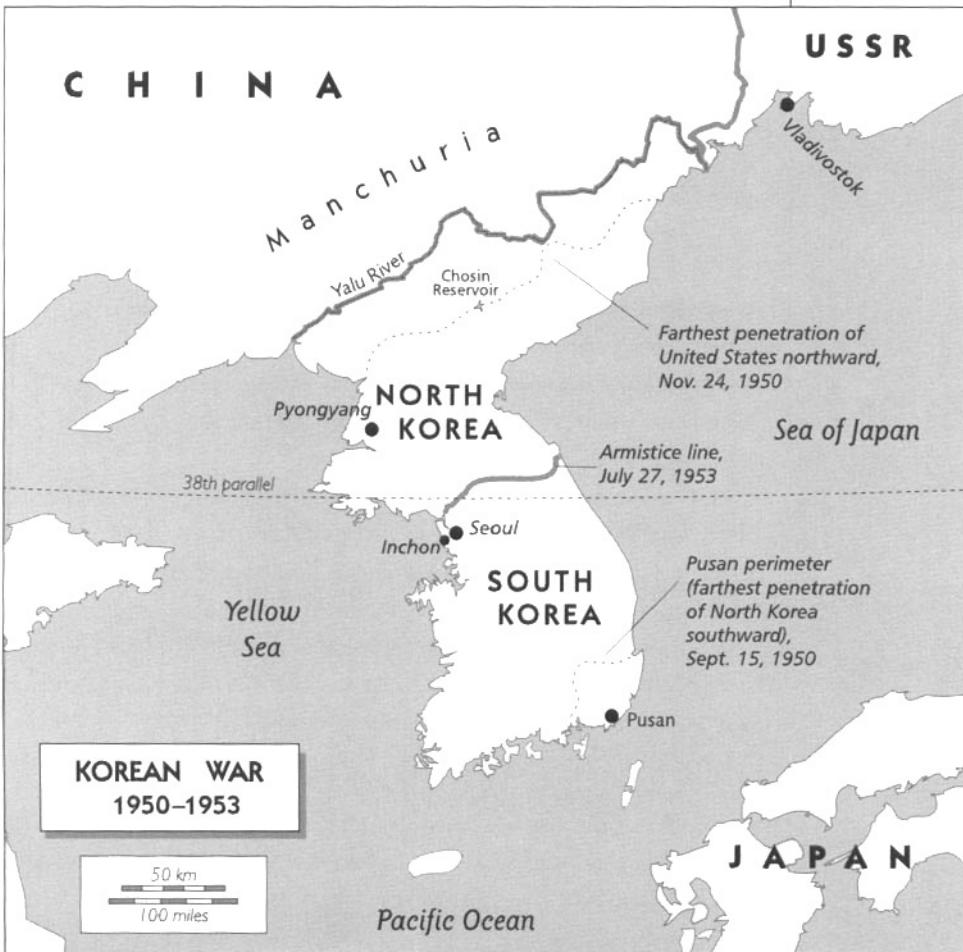 CHINA
USSR
Vladivostok
Manchuria
Yalu River
Chosin
Reservoir
Farthest penetration of
United States northward,
Nov. 24, 1950
NORTH
KOREA
Pyongyang
Sea of Japan
Armistice line,
July 27, 1953
38th parallel
Seoul
Inchon
Pusan perimeter
(farthest penetration
of North Korea
southward),
Sept. 15, 1950
SOUTH
KOREA
Yellow
Sea
Pusan
KOREAN WAR
1950–1953
JAPAN
50 km
100 miles
Pacific Ocean